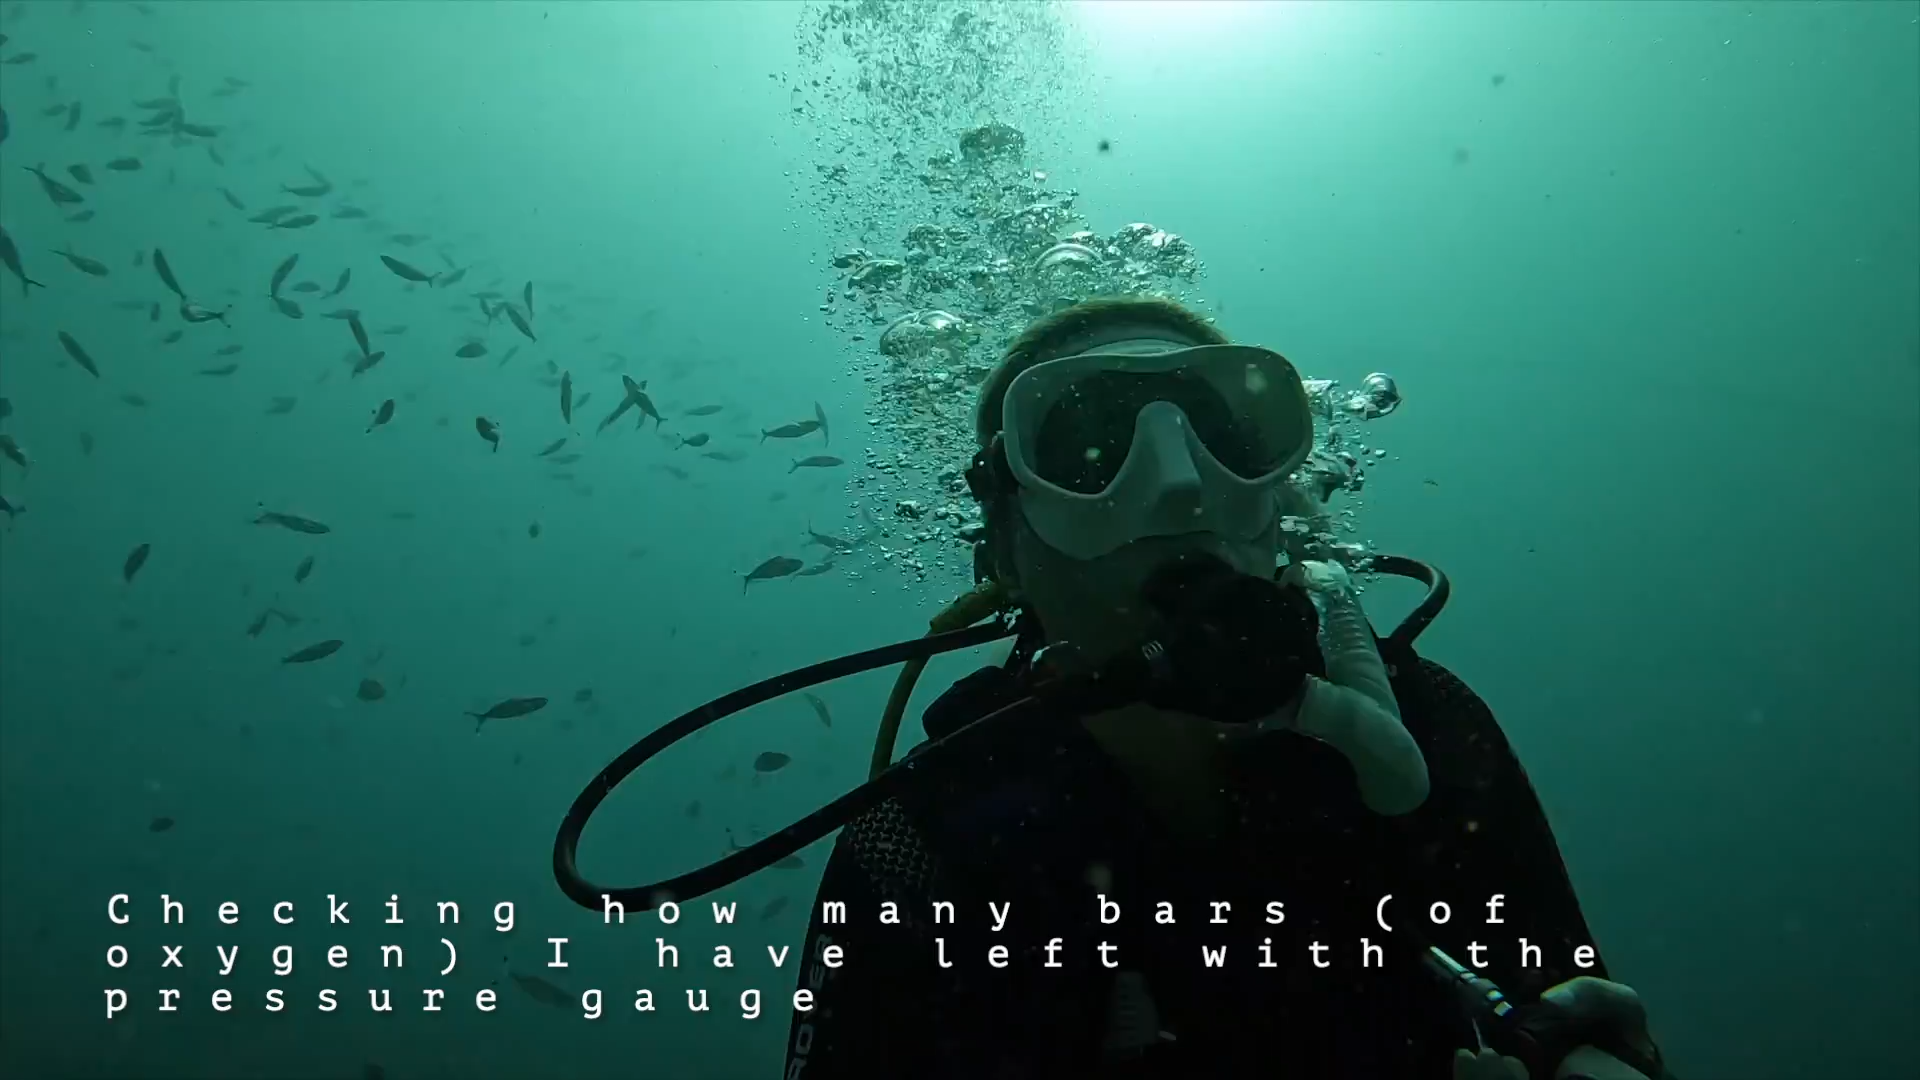 Checking how many bars (of
oxygen) I have left with the
pressure gauge